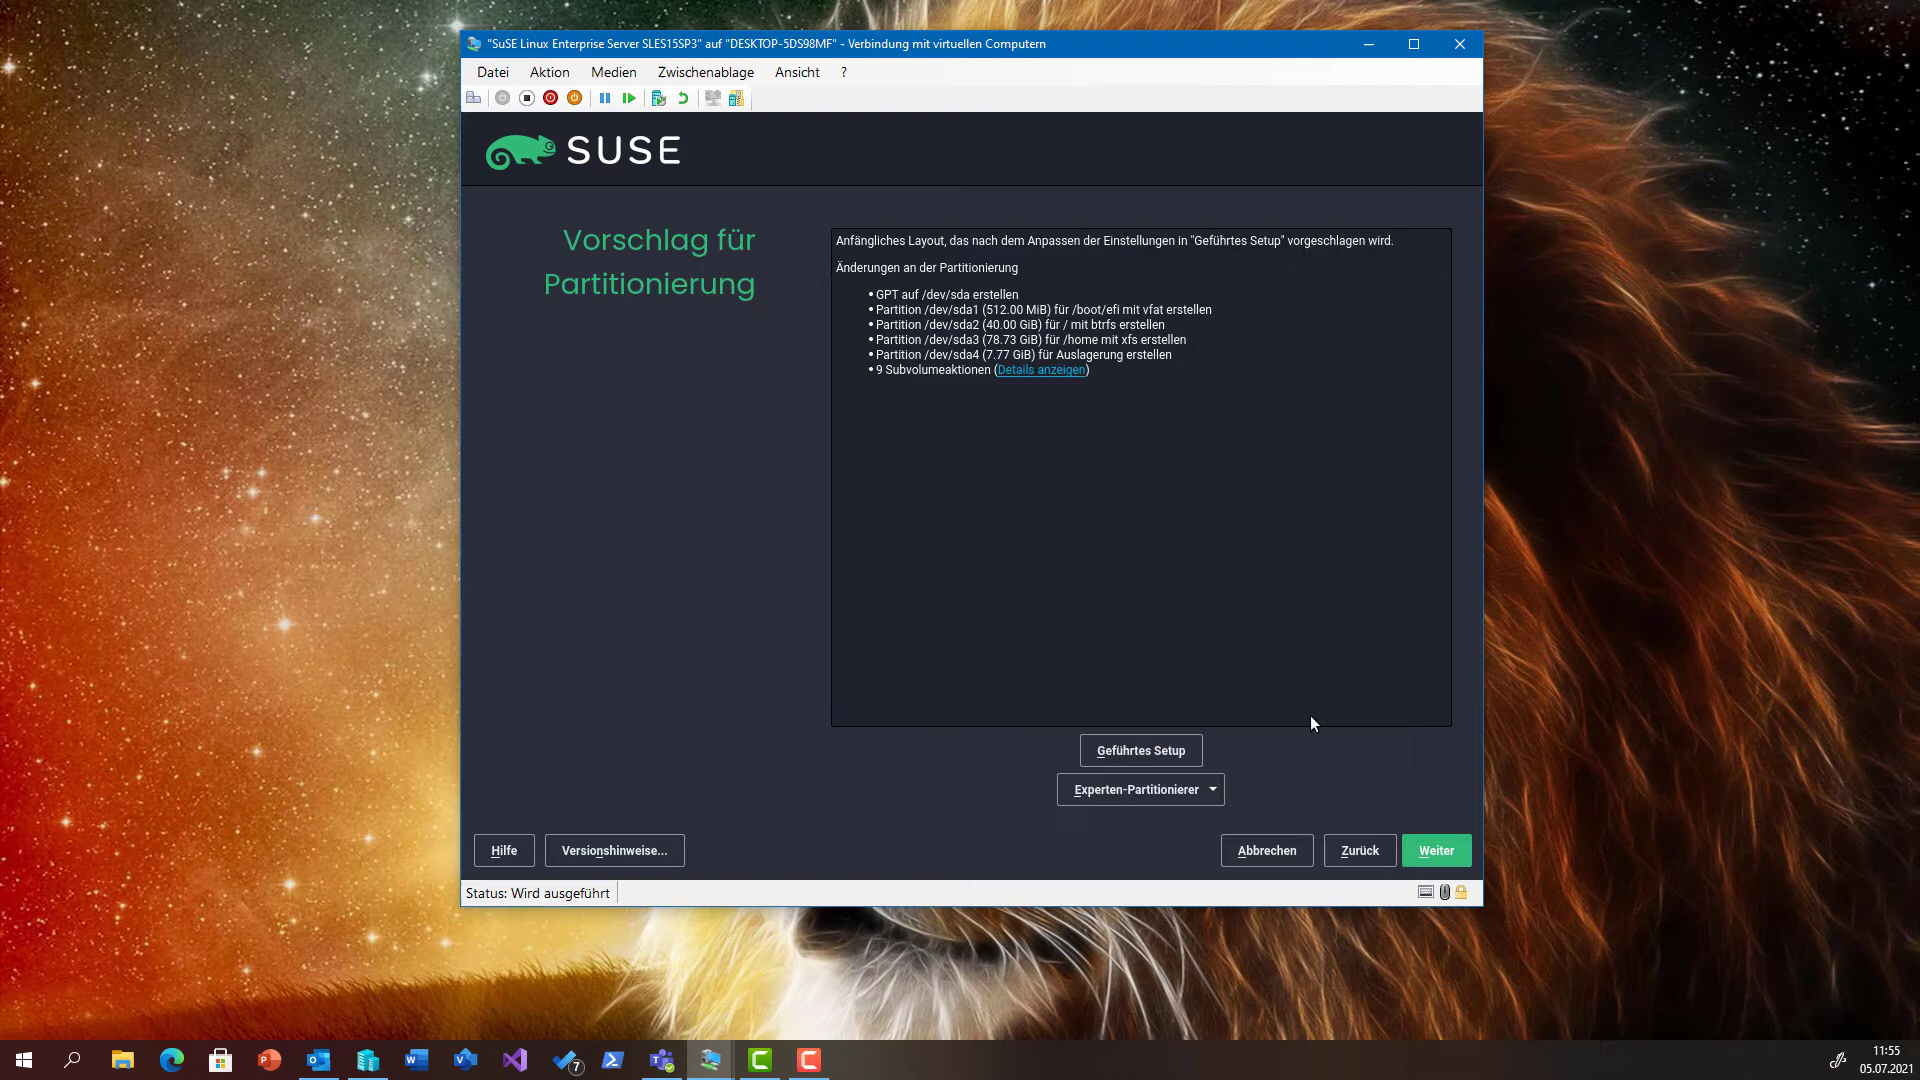 "SuSE Linux Enterprise Server SLES15SP3" auf "DESKTOP-5DS98MF" - Verbindung mit virtuellen Computern
Datei Aktion Medien Zwischenablage Ansicht ?
SUSE
Vorschlag für
Partitionierung
Anfängliches Layout, das nach dem Anpassen der Einstellungen in "Geführtes Setup" vorgeschlagen wird.
Änderungen an der Partitionierung
• GPT auf /dev/sda erstellen
• Partition /dev/sda1 (512.00 MiB) für /boot/efi mit vfat erstellen
• Partition /dev/sda2 (40.00 GiB) für / mit btrfs erstellen
• Partition /dev/sda3 (78.73 GiB) für /home mit xfs erstellen
• Partition /dev/sda4 (7.77 GiB) für Auslagerung erstellen
• 9 Subvolumeaktionen (Details anzeigen)
Geführtes Setup
Experten-Partitionierer
Hilfe Versionshinweise... Abbrechen Zurück Weiter
Status: Wird ausgeführt
7
11:55
05.07.2021